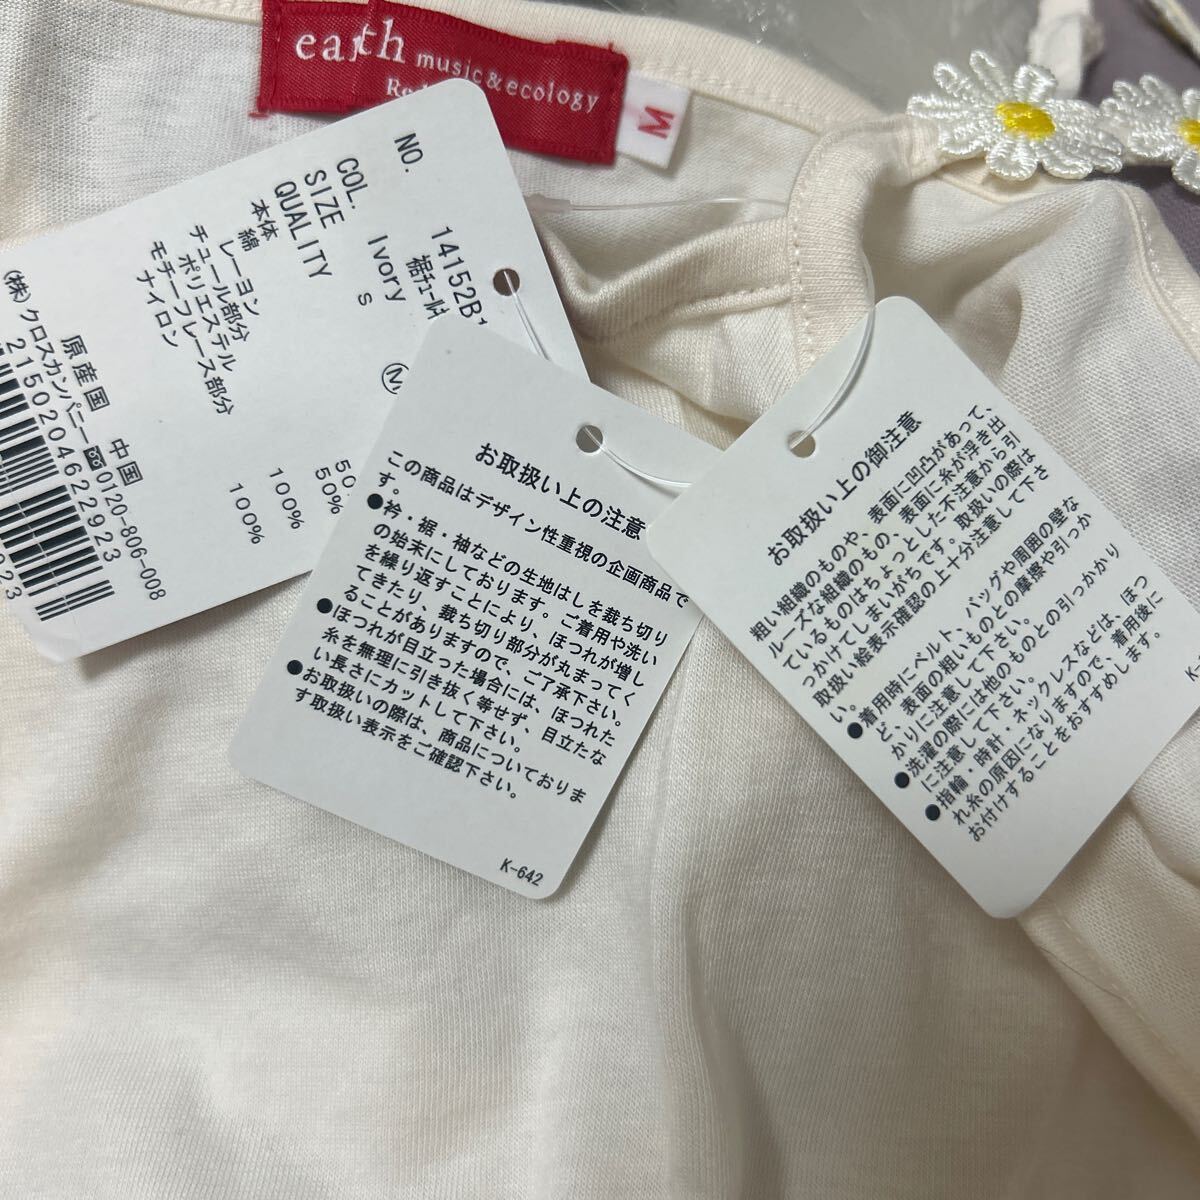 earth
music&ecology
M
NO.
14152B1
裾ﾁｭｰﾙﾊ
COL.
Ivory
SIZE
S
QUALITY
本体
綿
50
レーヨン
50%
チュール部分
ポリエステル
100%
モチーフレース部分
ナイロン
100%
原産国 中国
(株)クロスカンパニー 0120-806-008
2150204622923
お取扱い上の注意
この商品はデザイン性重視の企画商品で
す。
●衿・裾・袖などの生地はしを裁ち切り
の始末にしております。ご着用や洗い
を繰り返すことにより、ほつれが増し
てきたり、裁ち切り部分が丸まってく
ることがありますので、ご了承下さい。
●ほつれが目立った場合には、ほつれた
糸を無理に引き抜く等せず、目立たな
い長さにカットして下さい。
●お取扱いの際は、商品についておりま
す取扱い表示をご確認下さい。
K-642
お取扱い上の御注意
粗い組織のものや、表面に凹凸があって、
ルーズな組織のもの、表面に糸が浮き出
ているものはちょっとした不注意から引
っかけてしまいがちです。取扱いの際は
取扱い絵表示確認の上十分注意して下さ
い。
●着用時にベルト、バッグや周囲の壁な
ど、表面の粗いものとの摩擦や引っか
かりに注意して下さい。
●洗濯の際には他のものとの引っかかり
に注意して下さい。
●指輪・時計・ネックレスなどは、ほつ
れ糸の原因になりますので、着用後に
お付けすることをおすすめします。